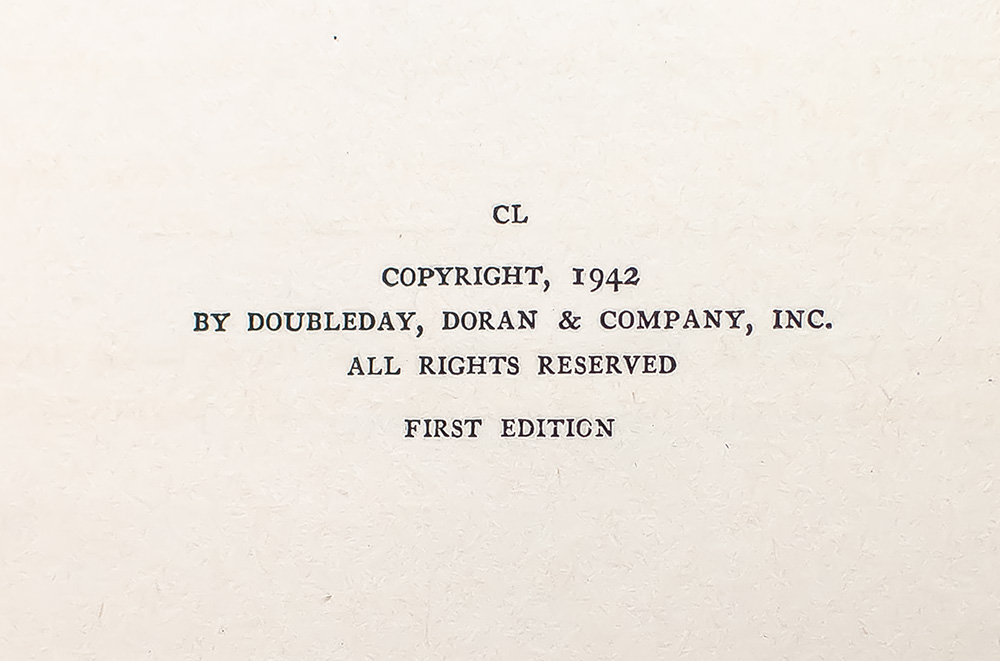 CL
COPYRIGHT, 1942
BY DOUBLEDAY, DORAN & COMPANY, INC.
ALL RIGHTS RESERVED
FIRST EDITION